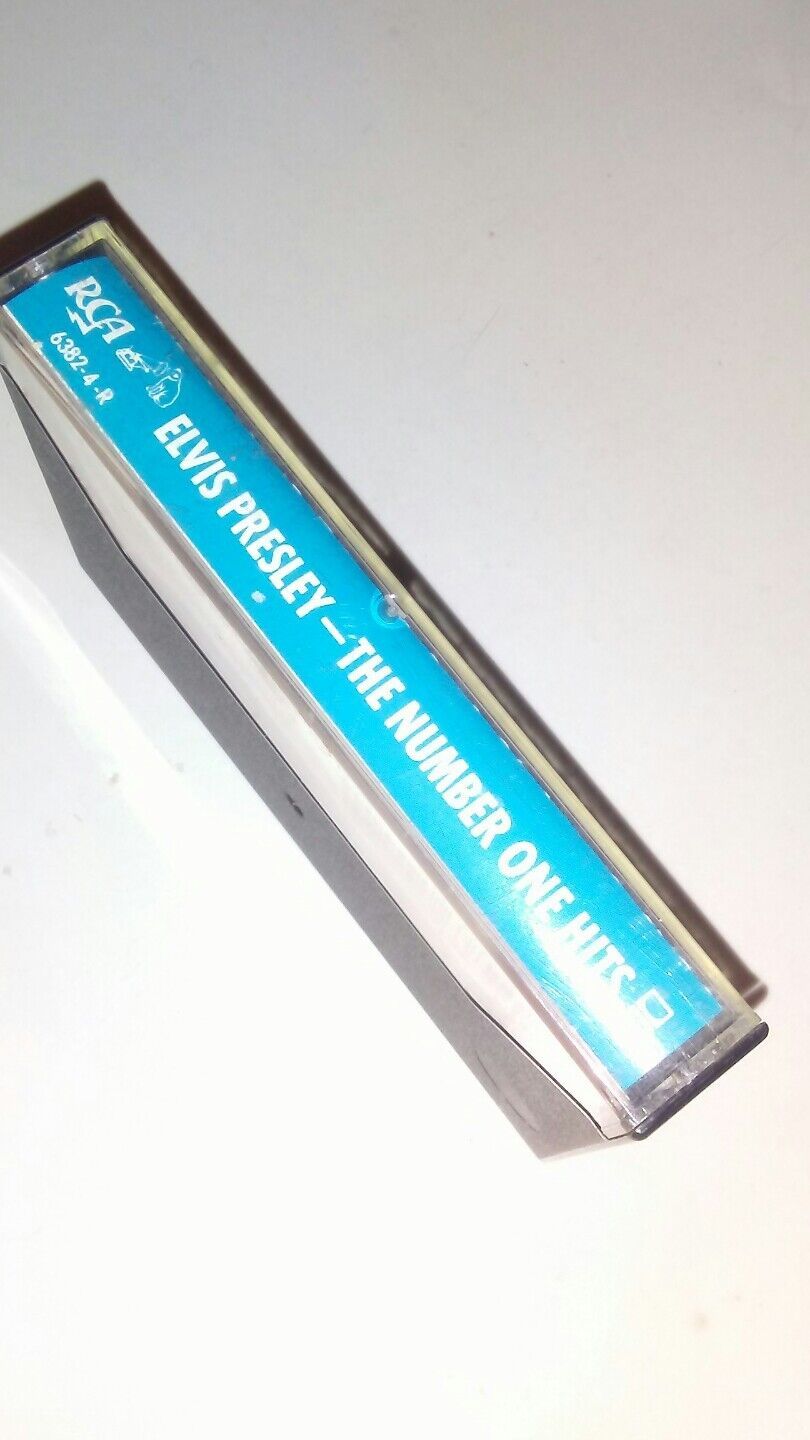 RCA
6382-4-R
ELVIS PRESLEY – THE NUMBER ONE HITS